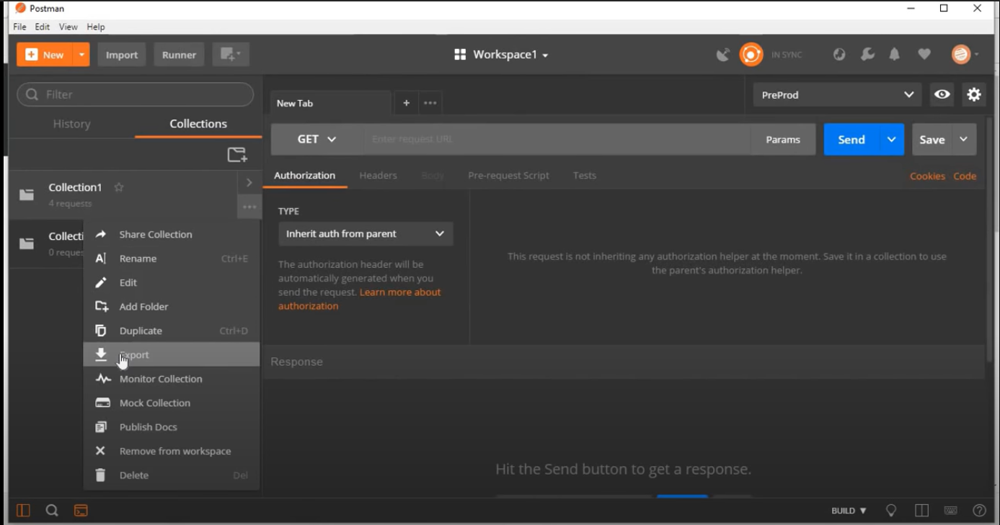 Postman
File Edit View Help
New
Import
Runner
Workspace1
IN SYNC
Filter
History
Collections
Collection1
4 requests
Collecti
0 reques
Share Collection
Rename Ctrl+E
Edit
Add Folder
Duplicate Ctrl+D
Export
Monitor Collection
Mock Collection
Publish Docs
Remove from workspace
Delete Del
New Tab
PreProd
GET
Enter request URL
Params
Send
Save
Authorization
Headers
Body
Pre-request Script
Tests
Cookies Code
TYPE
Inherit auth from parent
The authorization header will be
automatically generated when you
send the request. Learn more about
authorization
This request is not inheriting any authorization helper at the moment. Save it in a collection to use
the parent's authorization helper.
Response
Hit the Send button to get a response.
BUILD